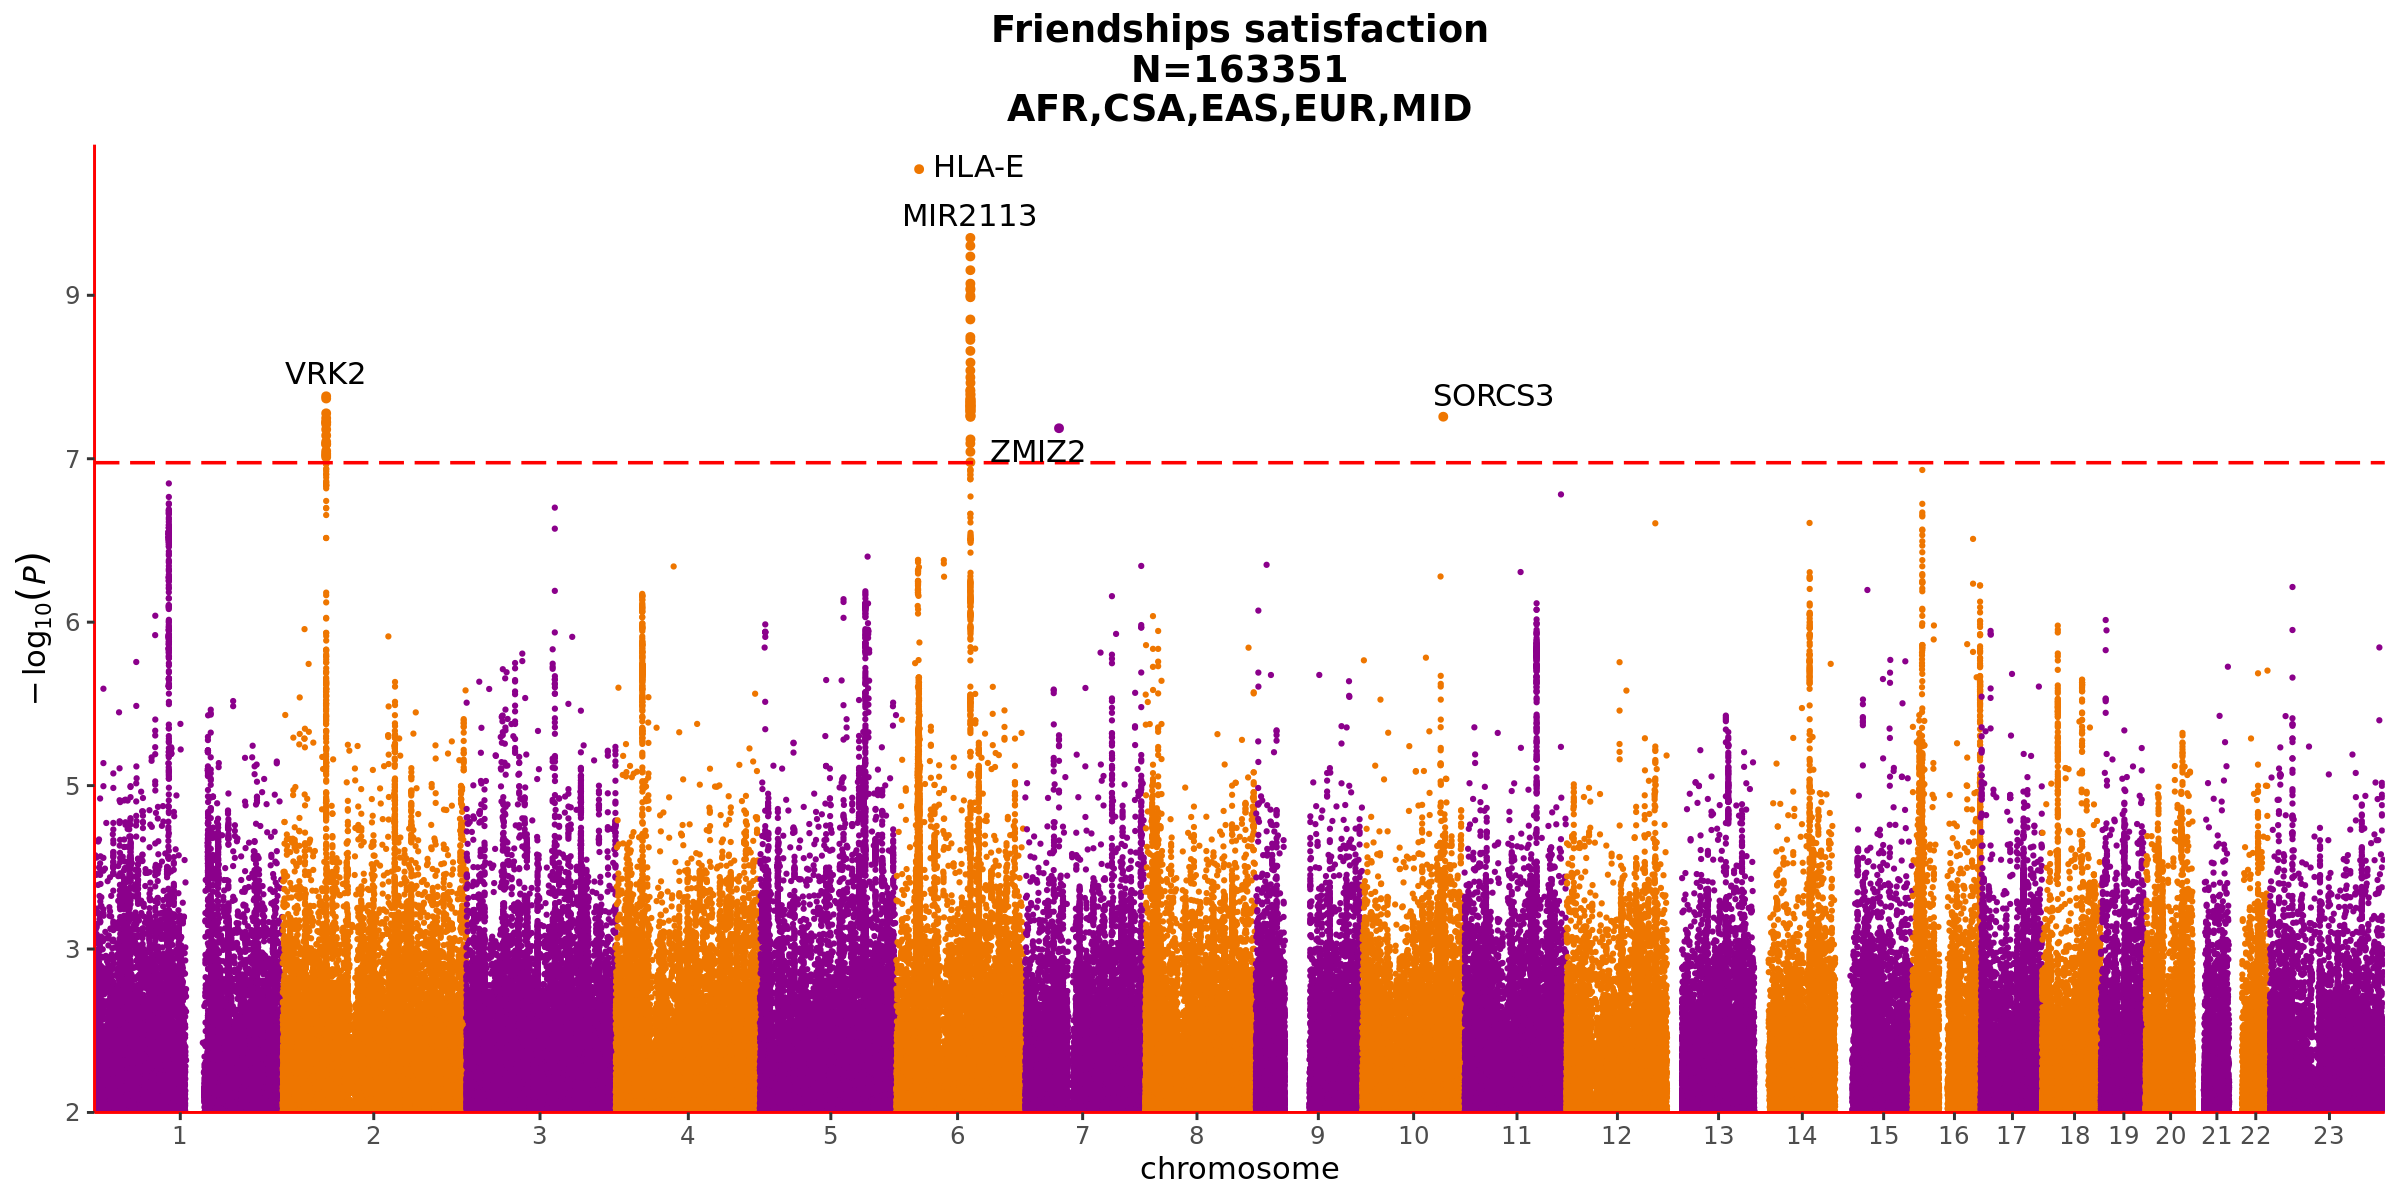 Friendships satisfaction
N=163351
AFR,CSA,EAS,EUR,MID
HLA-E
MIR2113
9
VRK2
SORCS3
ZMIZ2
7
6
5
3
2
−log10(P)
1 2 3 4 5 6 7 8 9 10 11 12 13 14 15 16 17 18 19 20 21 22 23
chromosome